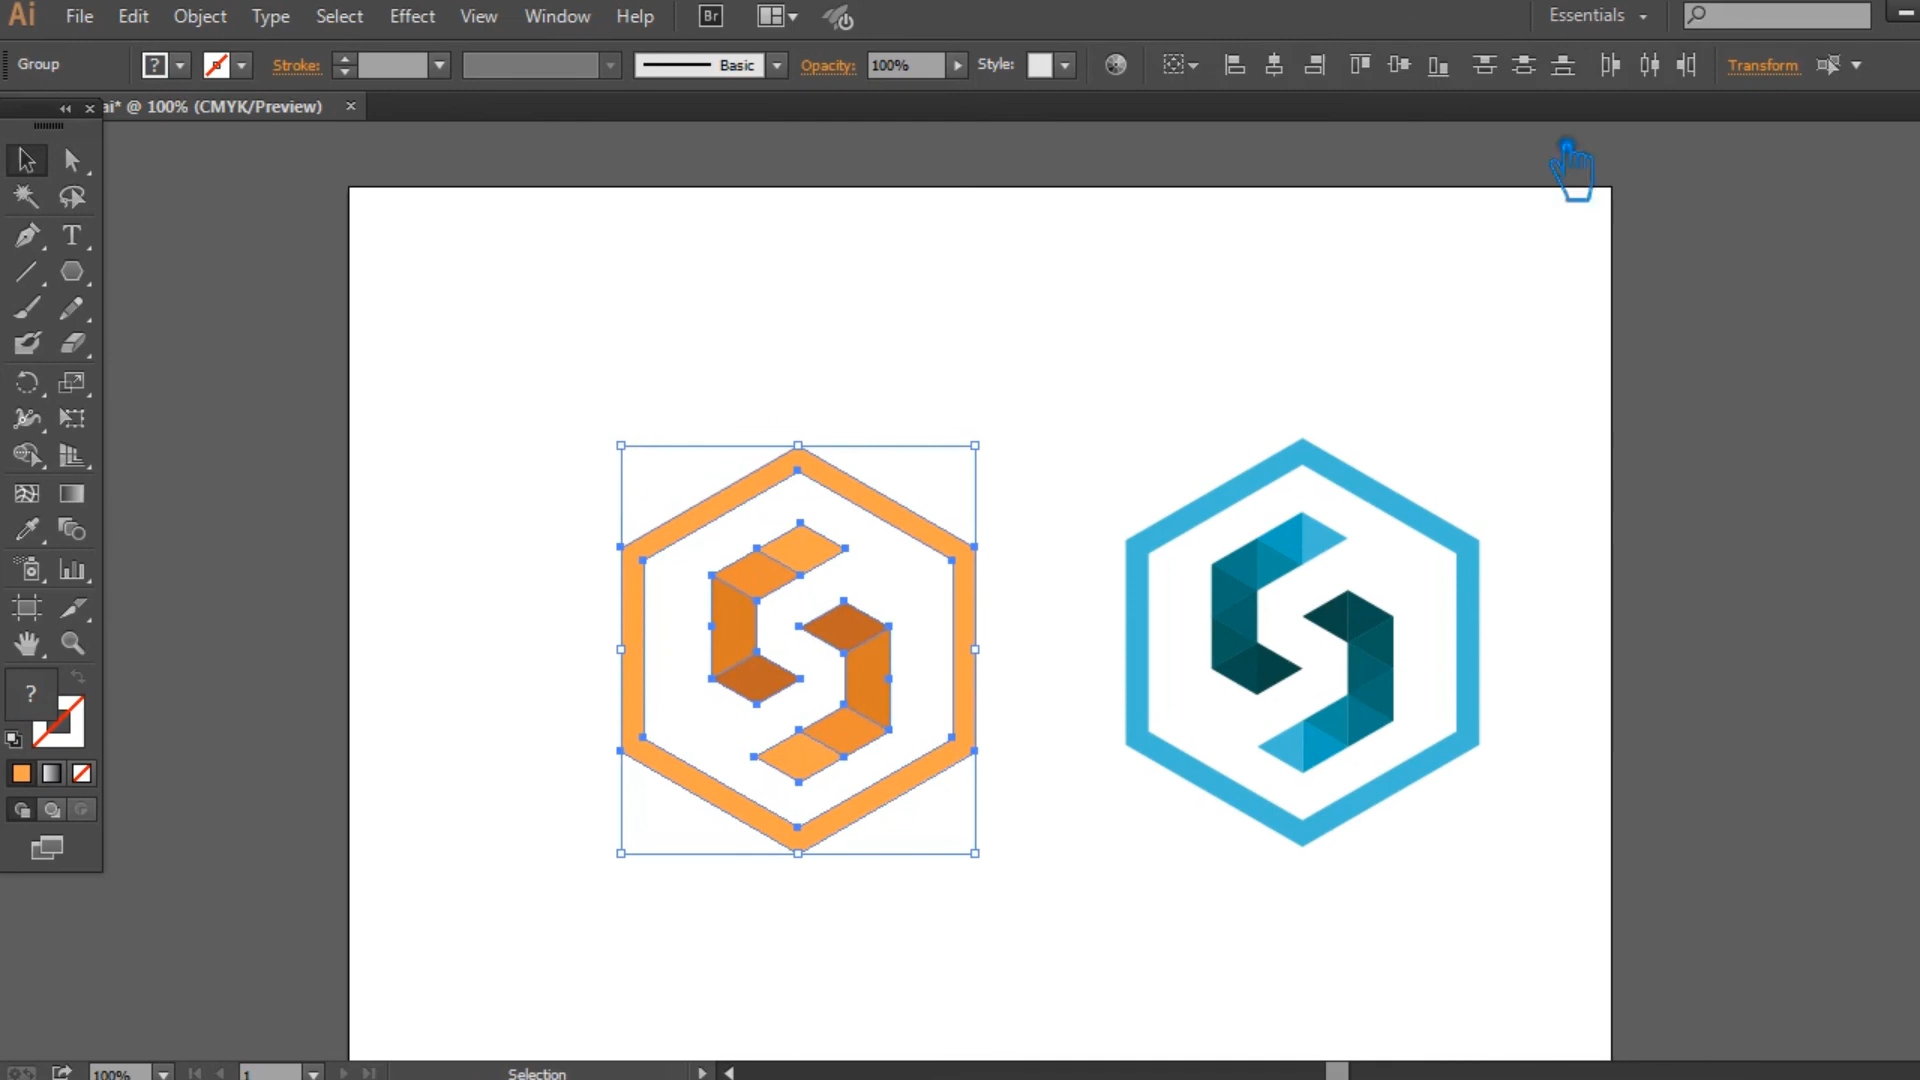 Ai File Edit Object Type Select Effect View Window Help Br Essentials
Group ? Stroke: Basic Opacity: 100% Style: Transform
ai* @ 100% (CMYK/Preview) ×
T
?
100% 1 Selection